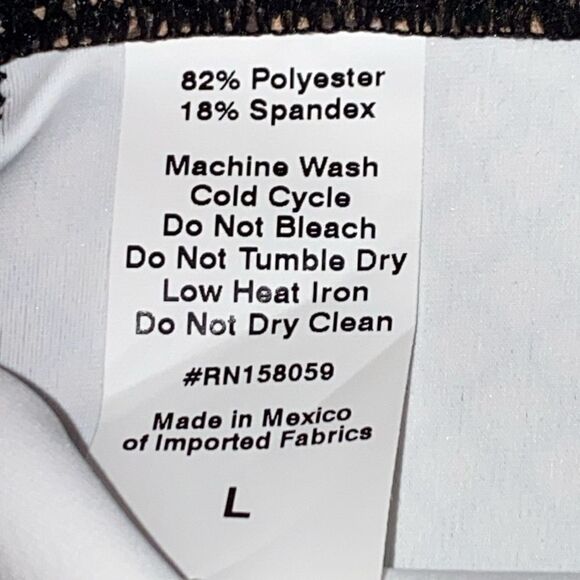 82% Polyester
18% Spandex
Machine Wash
Cold Cycle
Do Not Bleach
Do Not Tumble Dry
Low Heat Iron
Do Not Dry Clean
#RN158059
Made in Mexico
of Imported Fabrics
L